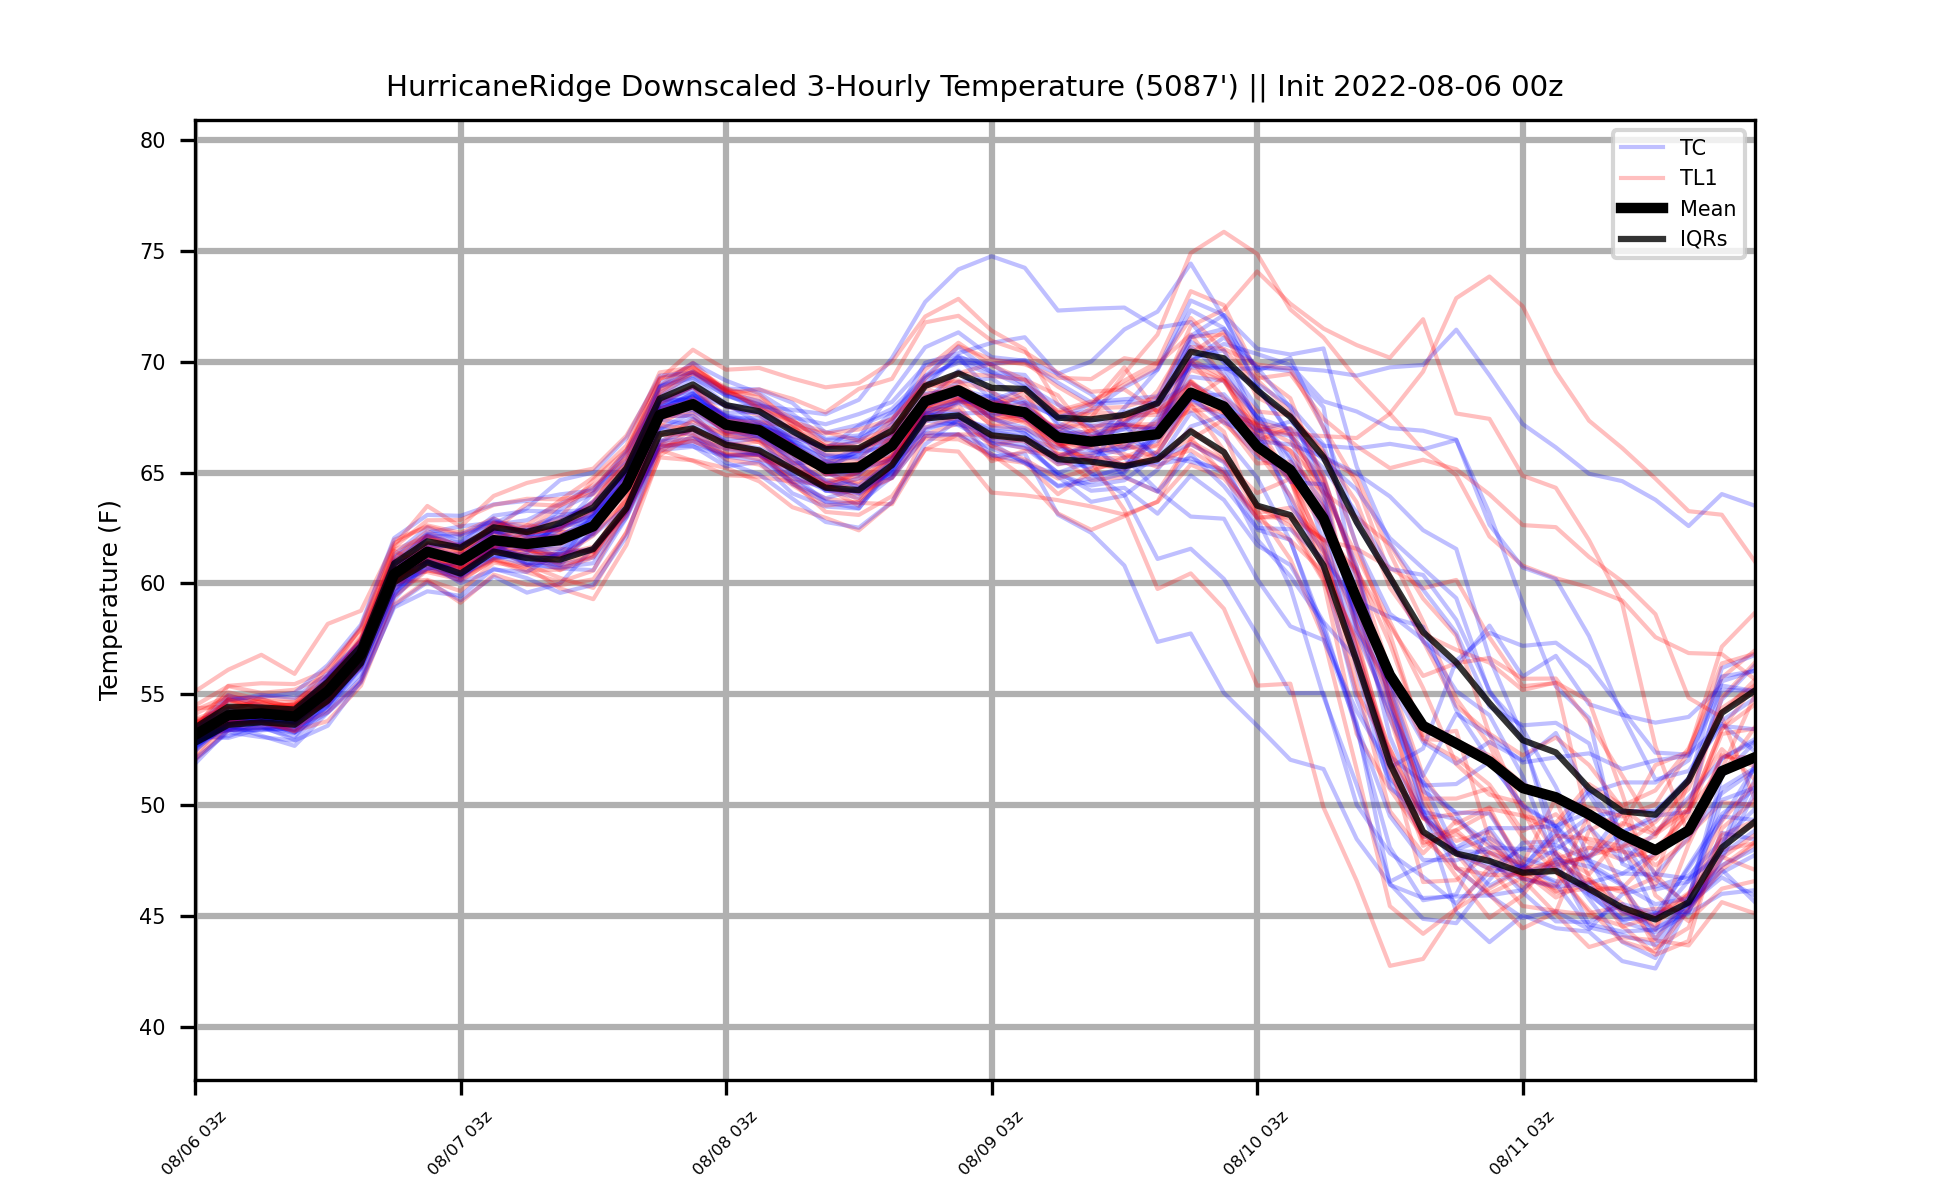 HurricaneRidge Downscaled 3-Hourly Temperature (5087') || Init 2022-08-06 00z
TC
TL1
Mean
IQRs
Temperature (F)
80
75
70
65
60
55
50
45
40
08/06 03z
08/07 03z
08/08 03z
08/09 03z
08/10 03z
08/11 03z